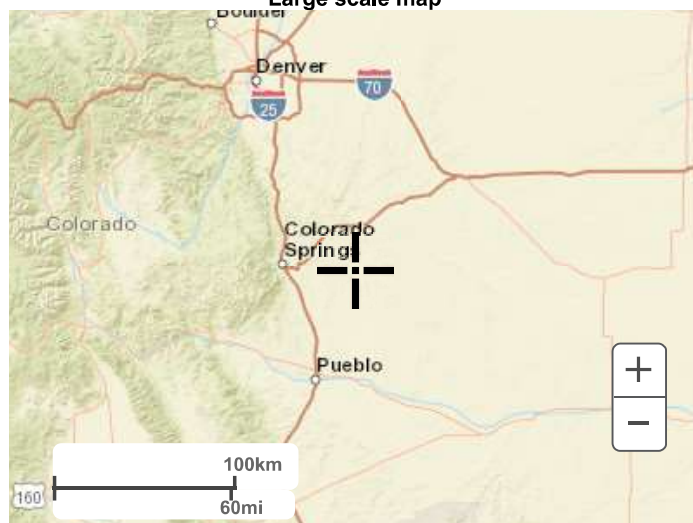 Large scale map
Boulder
Denver
70
25
Colorado
Colorado
Springs
Pueblo
100km
160
60mi
+
−